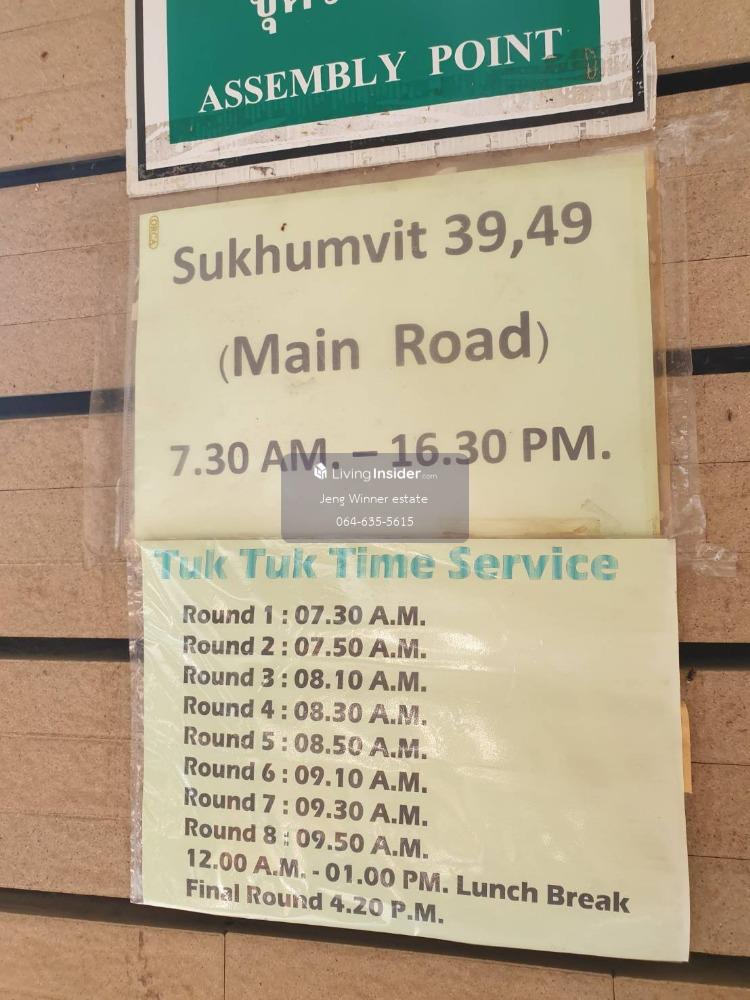 ASSEMBLY POINT
ORCA
Sukhumvit 39,49
(Main Road)
7.30 AM. – 16.30 PM.
LivingInsider.com
Jeng Winner estate
064-635-5615
Tuk Tuk Time Service
Round 1 : 07.30 A.M.
Round 2 : 07.50 A.M.
Round 3 : 08.10 A.M.
Round 4 : 08.30 A.M.
Round 5 : 08.50 A.M.
Round 6 : 09.10 A.M.
Round 7 : 09.30 A.M.
Round 8 : 09.50 A.M.
12.00 A.M. - 01.00 PM. Lunch Break
Final Round 4.20 P.M.